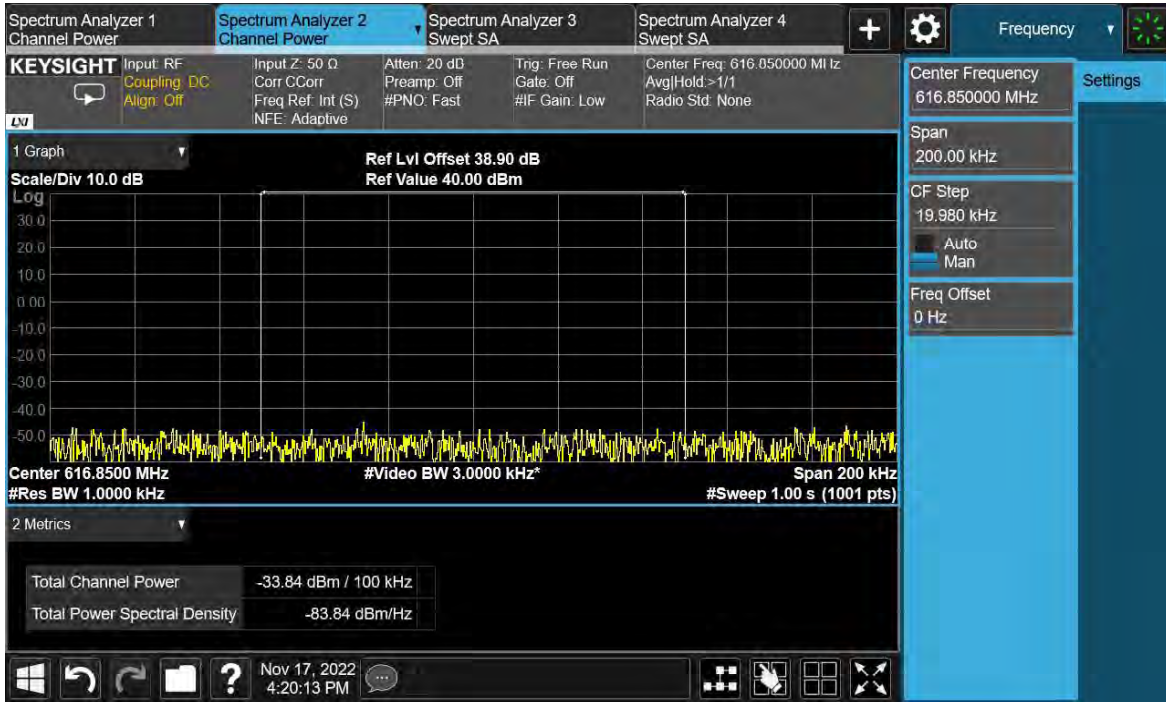 Spectrum Analyzer 1
Channel Power
Spectrum Analyzer 2
Channel Power
Spectrum Analyzer 3
Swept SA
Spectrum Analyzer 4
Swept SA
+
Frequency
KEYSIGHT
LXI
Input: RF
Coupling: DC
Align: Off
Input Z: 50 Ω
Corr CCorr
Freq Ref: Int (S)
NFE: Adaptive
Atten: 20 dB
Preamp: Off
#PNO: Fast
Trig: Free Run
Gate: Off
#IF Gain: Low
Center Freq: 616.850000 MHz
Avg|Hold:>1/1
Radio Std: None
1 Graph
Scale/Div 10.0 dB
Ref Lvl Offset 38.90 dB
Ref Value 40.00 dBm
Log
30.0
20.0
10.0
0.00
-10.0
-20.0
-30.0
-40.0
-50.0
Center 616.8500 MHz
#Video BW 3.0000 kHz*
Span 200 kHz
#Res BW 1.0000 kHz
#Sweep 1.00 s (1001 pts)
2 Metrics
Total Channel Power -33.84 dBm / 100 kHz
Total Power Spectral Density -83.84 dBm/Hz
?
Nov 17, 2022
4:20:13 PM
Center Frequency
616.850000 MHz
Settings
Span
200.00 kHz
CF Step
19.980 kHz
Auto
Man
Freq Offset
0 Hz